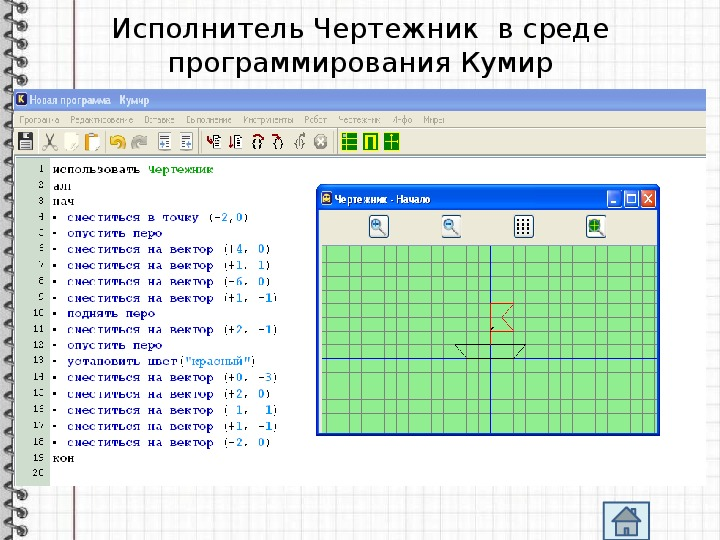 Исполнитель Чертежник в среде
программирования Кумир
Новая программа - Кумир
Программа Редактирование Вставка Выполнение Инструменты Робот Чертежник Инфо Миры
1 использовать Чертежник
2 алг
3 нач
4 • сместиться в точку (-2,0)
5 • опустить перо
6 • сместиться на вектор (+4, 0)
7 • сместиться на вектор (+1, 1)
8 • сместиться на вектор (-6, 0)
9 • сместиться на вектор (+1, -1)
10 • поднять перо
11 • сместиться на вектор (+2, -1)
12 • опустить перо
13 • установить цвет("красный")
14 • сместиться на вектор (+0, -3)
15 • сместиться на вектор (+2, 0)
16 • сместиться на вектор ( 1, 1)
17 • сместиться на вектор (+1, -1)
18 • сместиться на вектор (-2, 0)
19 кон
20
Чертежник - Начало